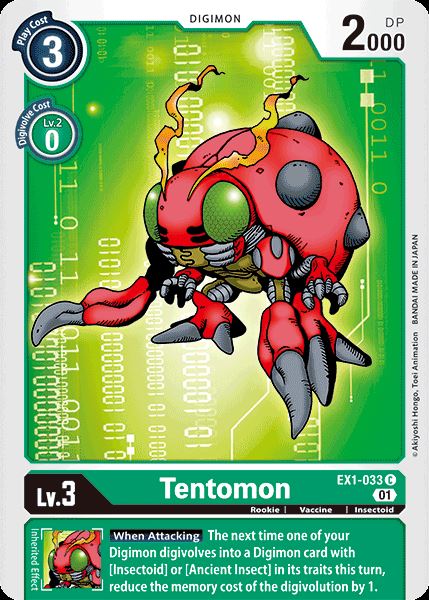 Play Cost
3
DIGIMON
DP
2000
Digivolve Cost
Lv.2
0
© Akiyoshi Hongo, Toei Animation BANDAI MADE IN JAPAN
Lv.3
Tentomon
EX1-033 C
01
Rookie | Vaccine | Insectoid
Inherited Effect
When Attacking The next time one of your
Digimon digivolves into a Digimon card with
[Insectoid] or [Ancient Insect] in its traits this turn,
reduce the memory cost of the digivolution by 1.